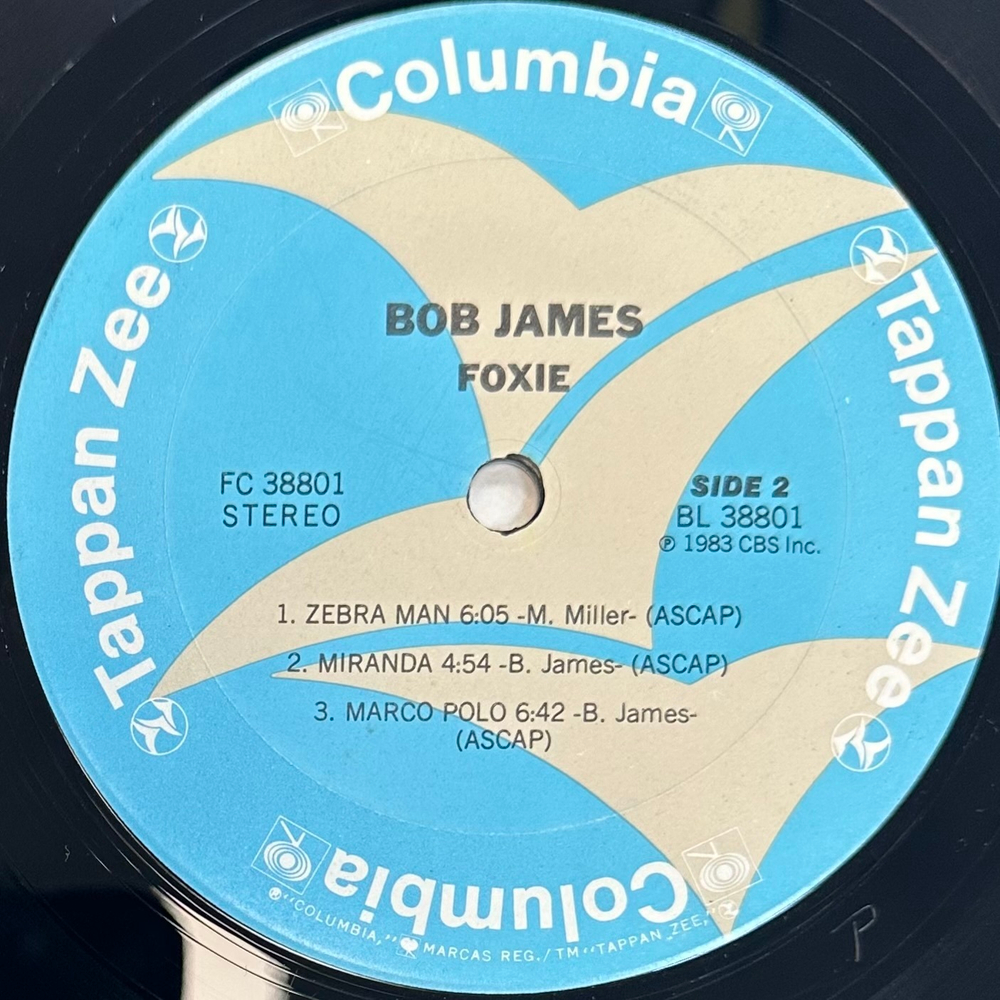 Columbia
Tappan Zee
Tappan Zee
BOB JAMES
FOXIE
FC 38801
STEREO
SIDE 2
BL 38801
℗ 1983 CBS Inc.
1. ZEBRA MAN 6:05 -M. Miller- (ASCAP)
2. MIRANDA 4:54 -B. James- (ASCAP)
3. MARCO POLO 6:42 -B. James-
(ASCAP)
Columbia
®"COLUMBIA," MARCAS REG./TM "TAPPAN ZEE,"
P